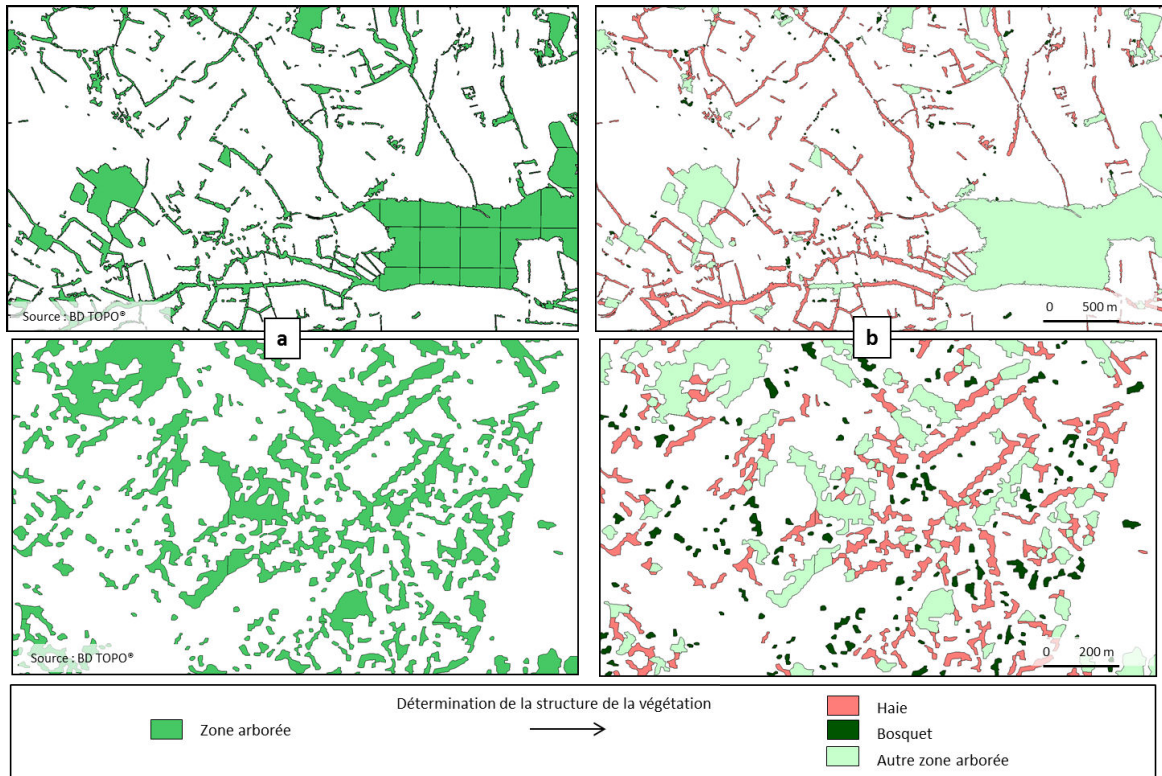 Source : BD TOPO®
a
b
0 500 m
Source : BD TOPO®
0 200 m
Détermination de la structure de la végétation
Zone arborée
Haie
Bosquet
Autre zone arborée